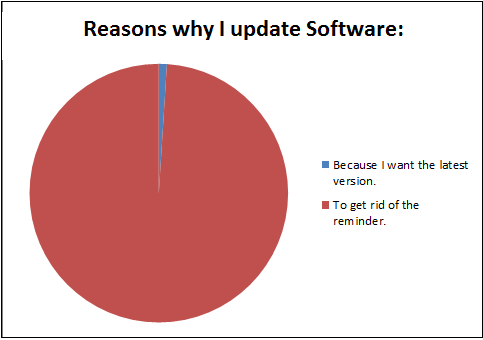 Reasons why I update Software:
Because I want the latest
version.
To get rid of the
reminder.